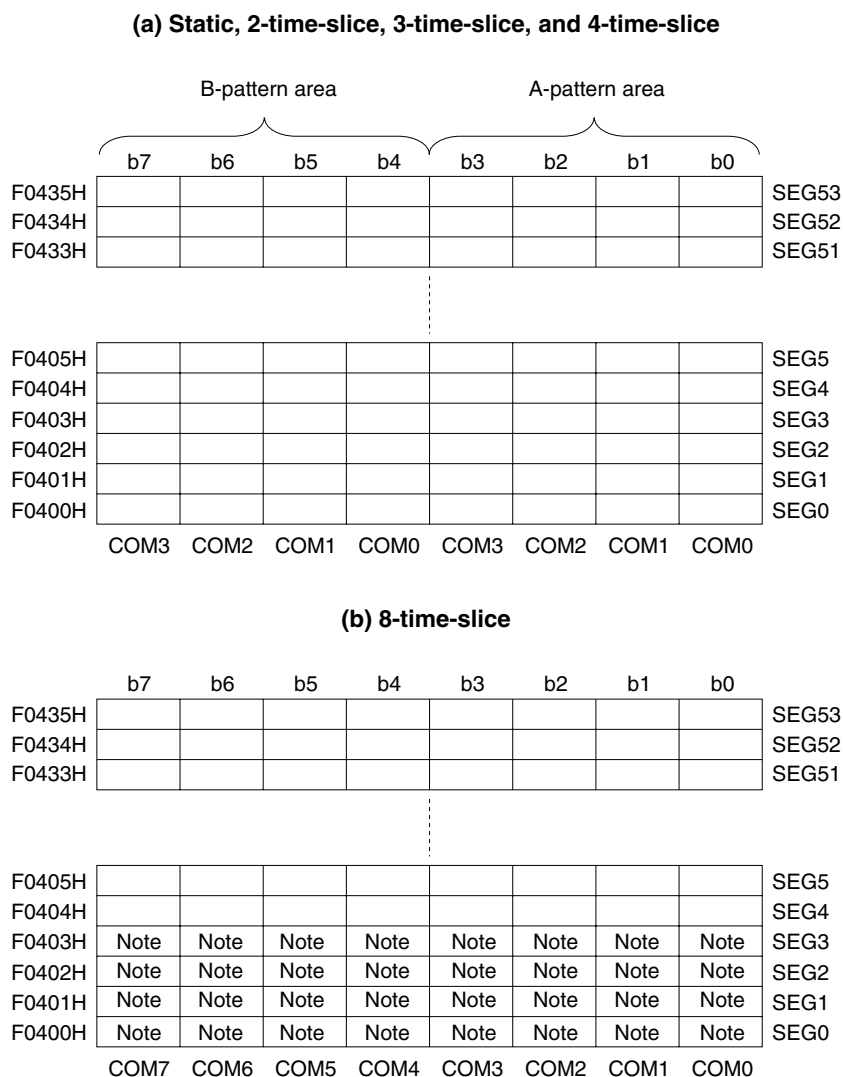 (a) Static, 2-time-slice, 3-time-slice, and 4-time-slice
B-pattern area A-pattern area
b7 b6 b5 b4 b3 b2 b1 b0
F0435H SEG53
F0434H SEG52
F0433H SEG51
F0405H SEG5
F0404H SEG4
F0403H SEG3
F0402H SEG2
F0401H SEG1
F0400H SEG0
COM3 COM2 COM1 COM0 COM3 COM2 COM1 COM0
(b) 8-time-slice
b7 b6 b5 b4 b3 b2 b1 b0
F0435H SEG53
F0434H SEG52
F0433H SEG51
F0405H SEG5
F0404H SEG4
F0403H Note Note Note Note Note Note Note Note SEG3
F0402H Note Note Note Note Note Note Note Note SEG2
F0401H Note Note Note Note Note Note Note Note SEG1
F0400H Note Note Note Note Note Note Note Note SEG0
COM7 COM6 COM5 COM4 COM3 COM2 COM1 COM0